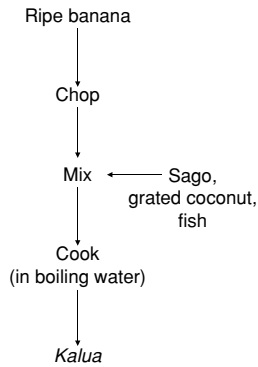 Ripe banana
Chop
Mix
Sago,
grated coconut,
fish
Cook
(in boiling water)
Kalua